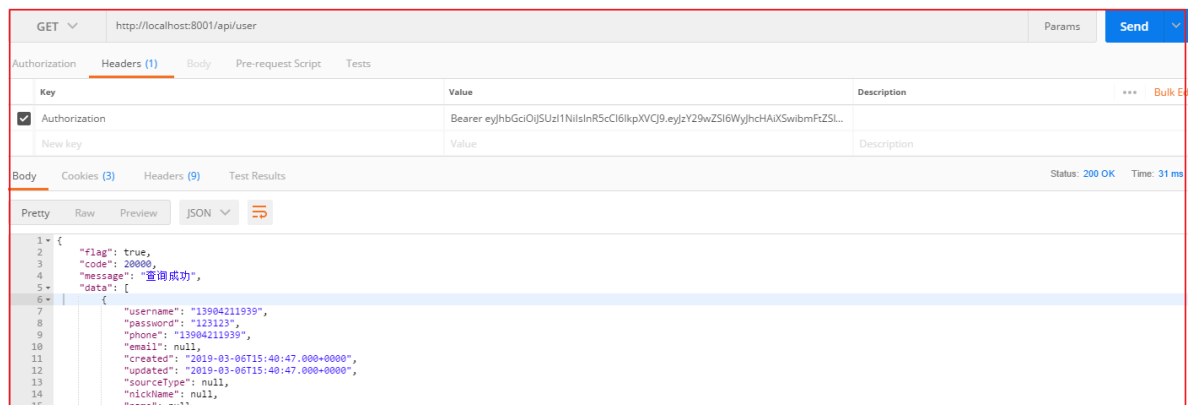 GET http://localhost:8001/api/user Params Send
Authorization Headers (1) Body Pre-request Script Tests
Key Value Description ••• Bulk Ed
Authorization Bearer
New key Value Description
Body Cookies (3) Headers (9) Test Results Status: 200 OK Time: 31 ms
Pretty Raw Preview JSON
1 {
2 "flag": true,
3 "code": 20000,
4 "message": "查询成功",
5 "data": [
6 {
7 "username": "13904211939",
8 "password": "123123",
9 "phone": "13904211939",
10 "email": null,
11 "created": "2019-03-06T15:40:47.000+0000",
12 "updated": "2019-03-06T15:40:47.000+0000",
13 "sourceType": null,
14 "nickName": null,